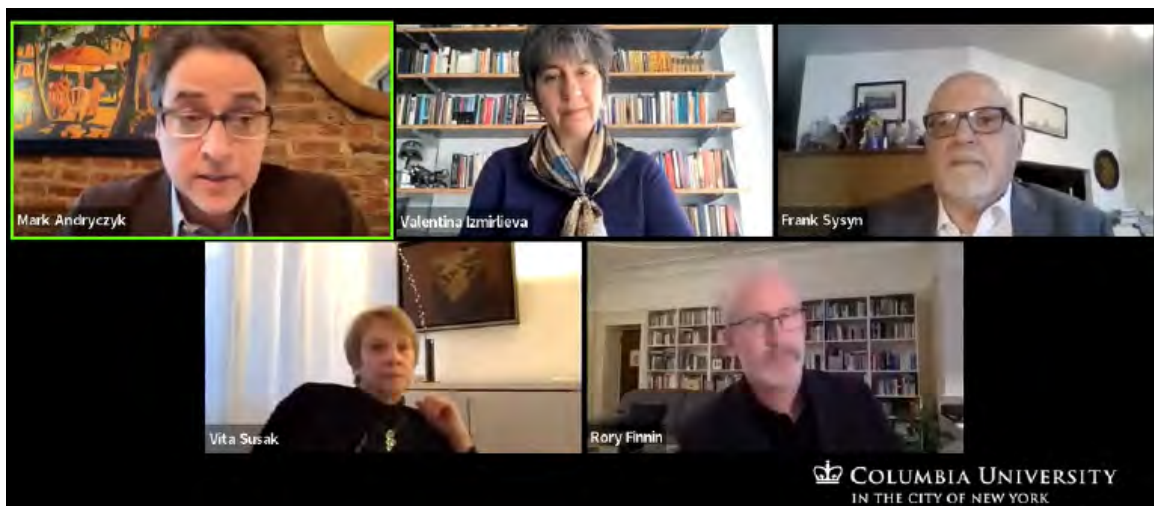 Mark Andryczyk
Valentina Izmirlieva
Frank Sysyn
Vita Susak
Rory Finnin
COLUMBIA UNIVERSITY
IN THE CITY OF NEW YORK